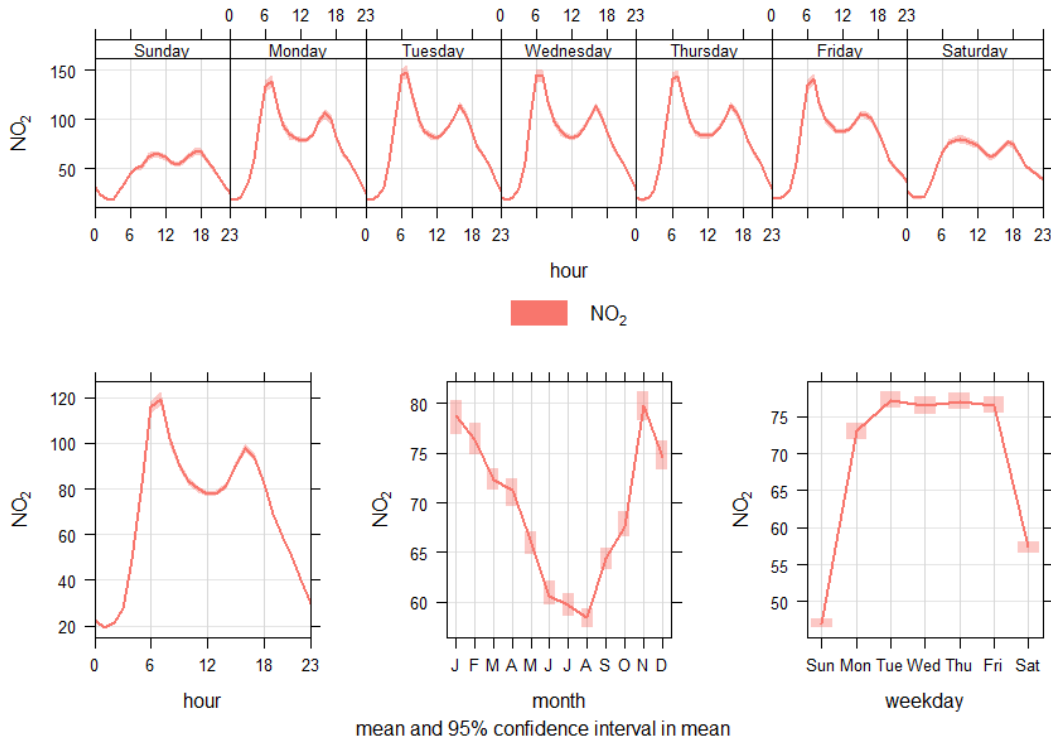 0 6 12 18 23 0 6 12 18 23 0 6 12 18 23
Sunday Monday Tuesday Wednesday Thursday Friday Saturday
150
100
50
NO2
0 6 12 18 23 0 6 12 18 23 0 6 12 18 23 0 6 12 18 23
hour
NO2
120
100
80
60
40
20
NO2
0 6 12 18 23
hour
80
75
70
65
60
NO2
J F M A M J J A S O N D
month
75
70
65
60
55
50
NO2
Sun Mon Tue Wed Thu Fri Sat
weekday
mean and 95% confidence interval in mean